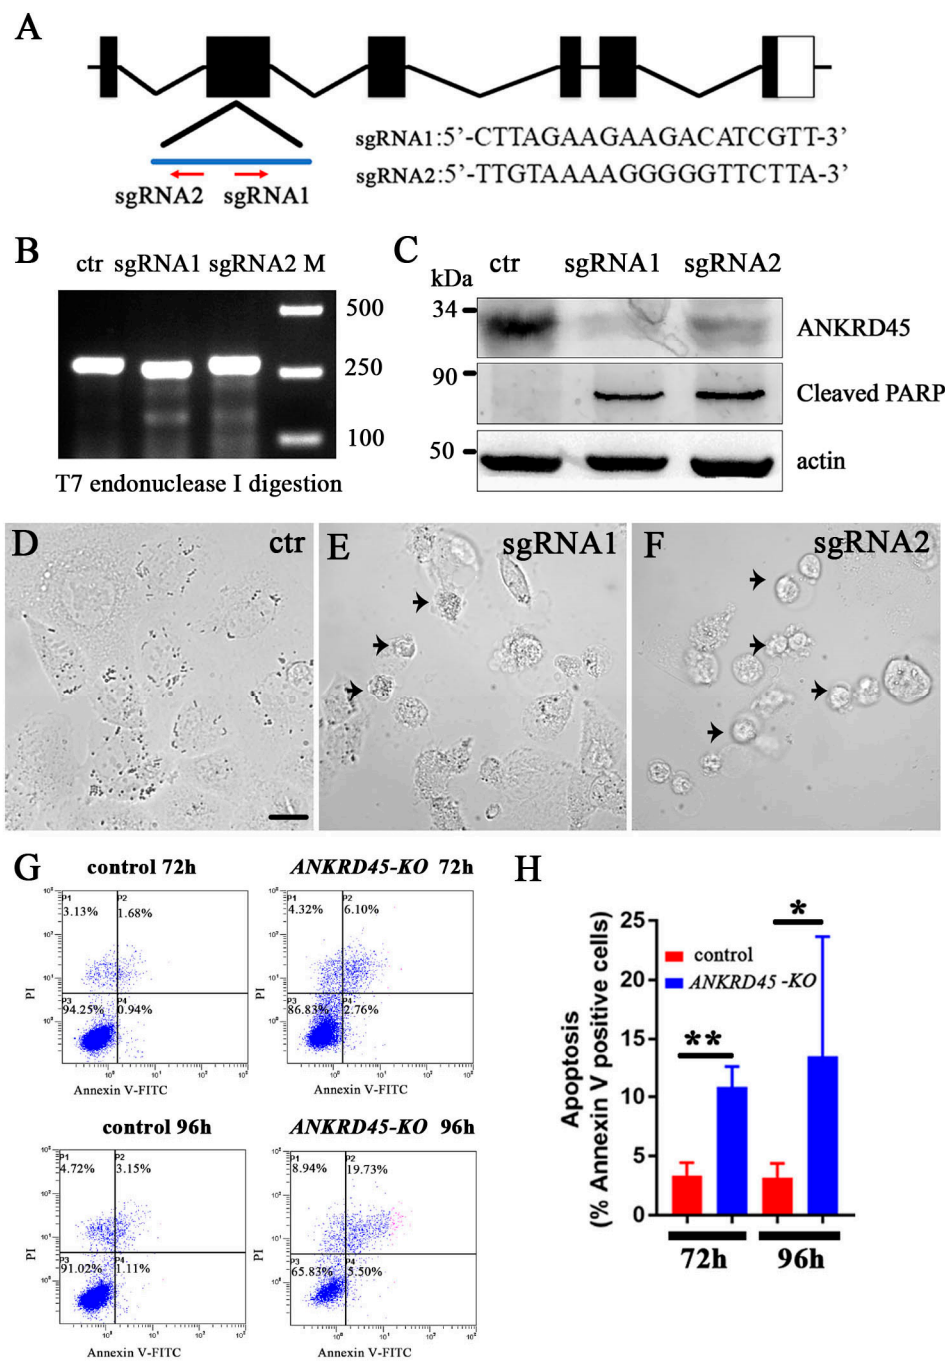 A
sgRNA1:5’-CTTAGAAGAAGACATCGTT-3’
sgRNA2:5’-TTGTAAAAGGGGGTTCTTA-3’
sgRNA2 sgRNA1
B
ctr sgRNA1 sgRNA2 M
500
250
100
T7 endonuclease I digestion
C
kDa ctr sgRNA1 sgRNA2
34
ANKRD45
90
Cleaved PARP
50
actin
D ctr
E sgRNA1
F sgRNA2
G
control 72h
P1 P2
3.13% 1.68%
P3 P4
94.25% 0.94%
PI
Annexin V-FITC
ANKRD45-KO 72h
P1 P2
4.32% 6.10%
P3 P4
86.83% 2.76%
PI
Annexin V-FITC
control 96h
P1 P2
4.72% 3.15%
P3 P4
91.02% 1.11%
PI
Annexin V-FITC
ANKRD45-KO 96h
P1 P2
8.94% 19.73%
P3 P4
65.83% 5.50%
PI
Annexin V-FITC
H
Apoptosis
(% Annexin V positive cells)
25
20
15
10
5
0
control
ANKRD45 -KO
**
*
72h 96h